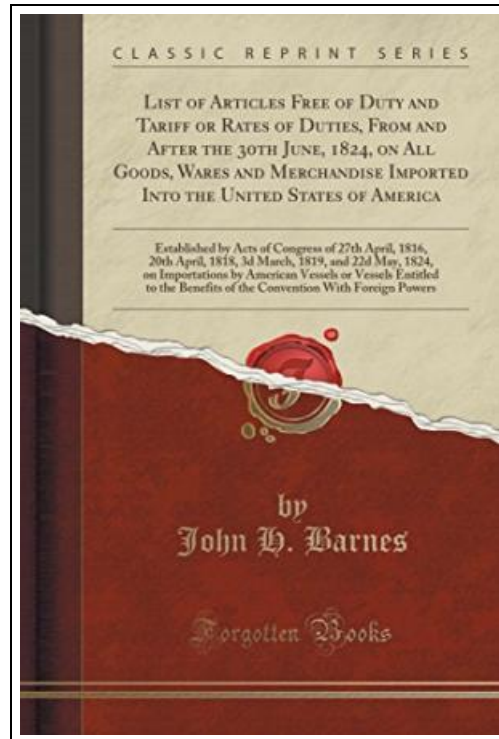 CLASSIC REPRINT SERIES
LIST OF ARTICLES FREE OF DUTY AND
TARIFF OR RATES OF DUTIES, FROM AND
AFTER THE 30TH JUNE, 1824, ON ALL
GOODS, WARES AND MERCHANDISE IMPORTED
INTO THE UNITED STATES OF AMERICA
Established by Acts of Congress of 27th April, 1816,
20th April, 1818, 3d March, 1819, and 22d May, 1824,
on Importations by American Vessels or Vessels Entitled
to the Benefits of the Convention With Foreign Powers
by
John H. Barnes
Forgotten Books